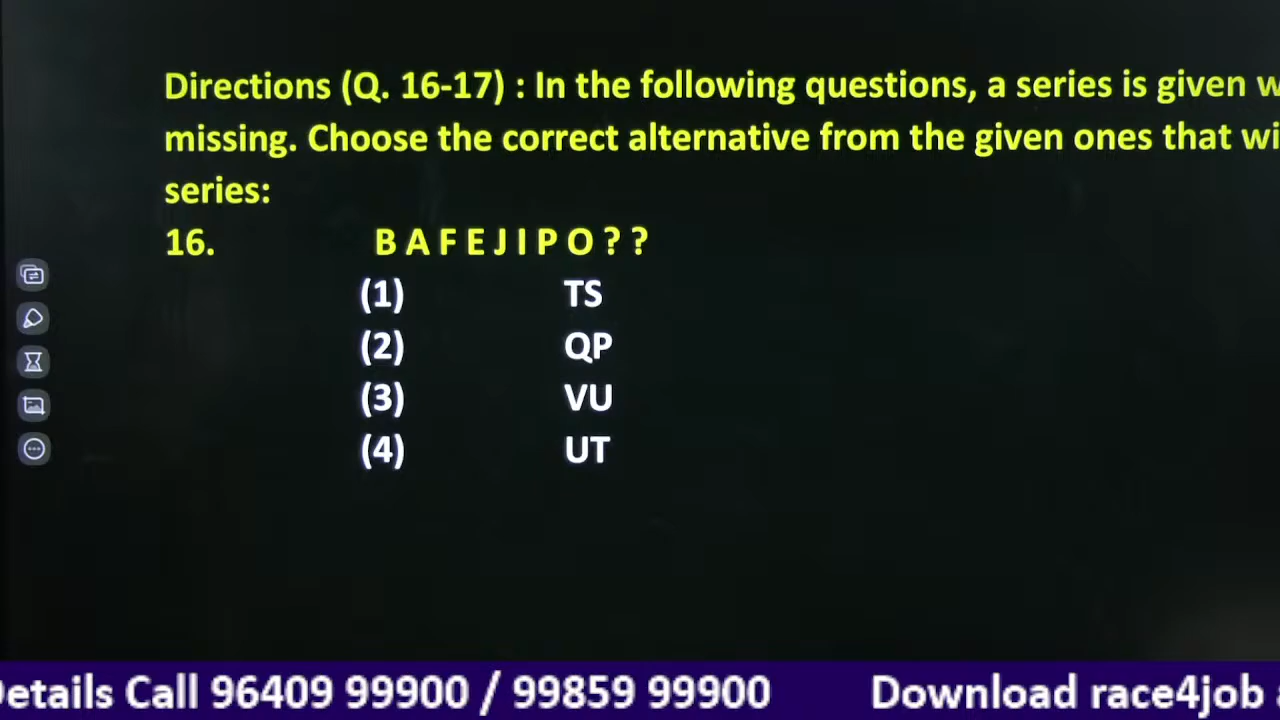 Directions (Q. 16-17) : In the following questions, a series is given
missing. Choose the correct alternative from the given ones that
series:
16. B A F E J I P O ? ?
(1) TS
(2) QP
(3) VU
(4) UT
Details Call 96409 99900 / 99859 99900 Download race4job